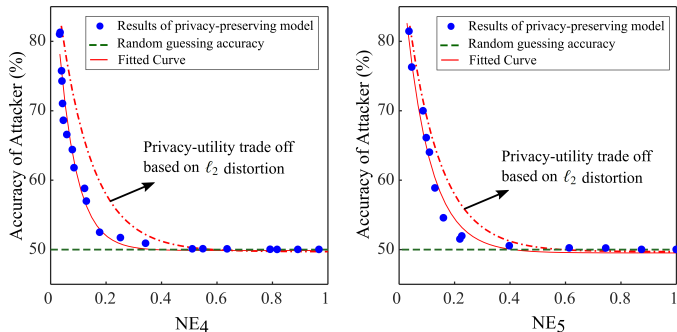 Accuracy of Attacker (%)
80
70
60
50
Results of privacy-preserving model
Random guessing accuracy
Fitted Curve
Privacy-utility trade off
based on ℓ2 distortion
0 0.2 0.4 0.6 0.8 1
NE4
Accuracy of Attacker (%)
80
70
60
50
Results of privacy-preserving model
Random guessing accuracy
Fitted Curve
Privacy-utility trade off
based on ℓ2 distortion
0 0.2 0.4 0.6 0.8 1
NE5